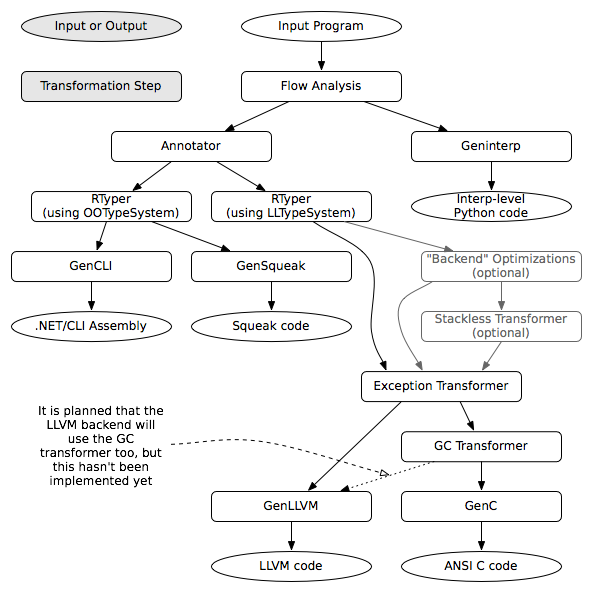 Input or Output
Input Program
Transformation Step
Flow Analysis
Annotator
Geninterp
RTyper
(using OOTypeSystem)
RTyper
(using LLTypeSystem)
Interp-level
Python code
GenCLI
GenSqueak
"Backend" Optimizations
(optional)
.NET/CLI Assembly
Squeak code
Stackless Transformer
(optional)
Exception Transformer
It is planned that the
LLVM backend will
use the GC
transformer too, but
this hasn't been
implemented yet
GC Transformer
GenLLVM
GenC
LLVM code
ANSI C code